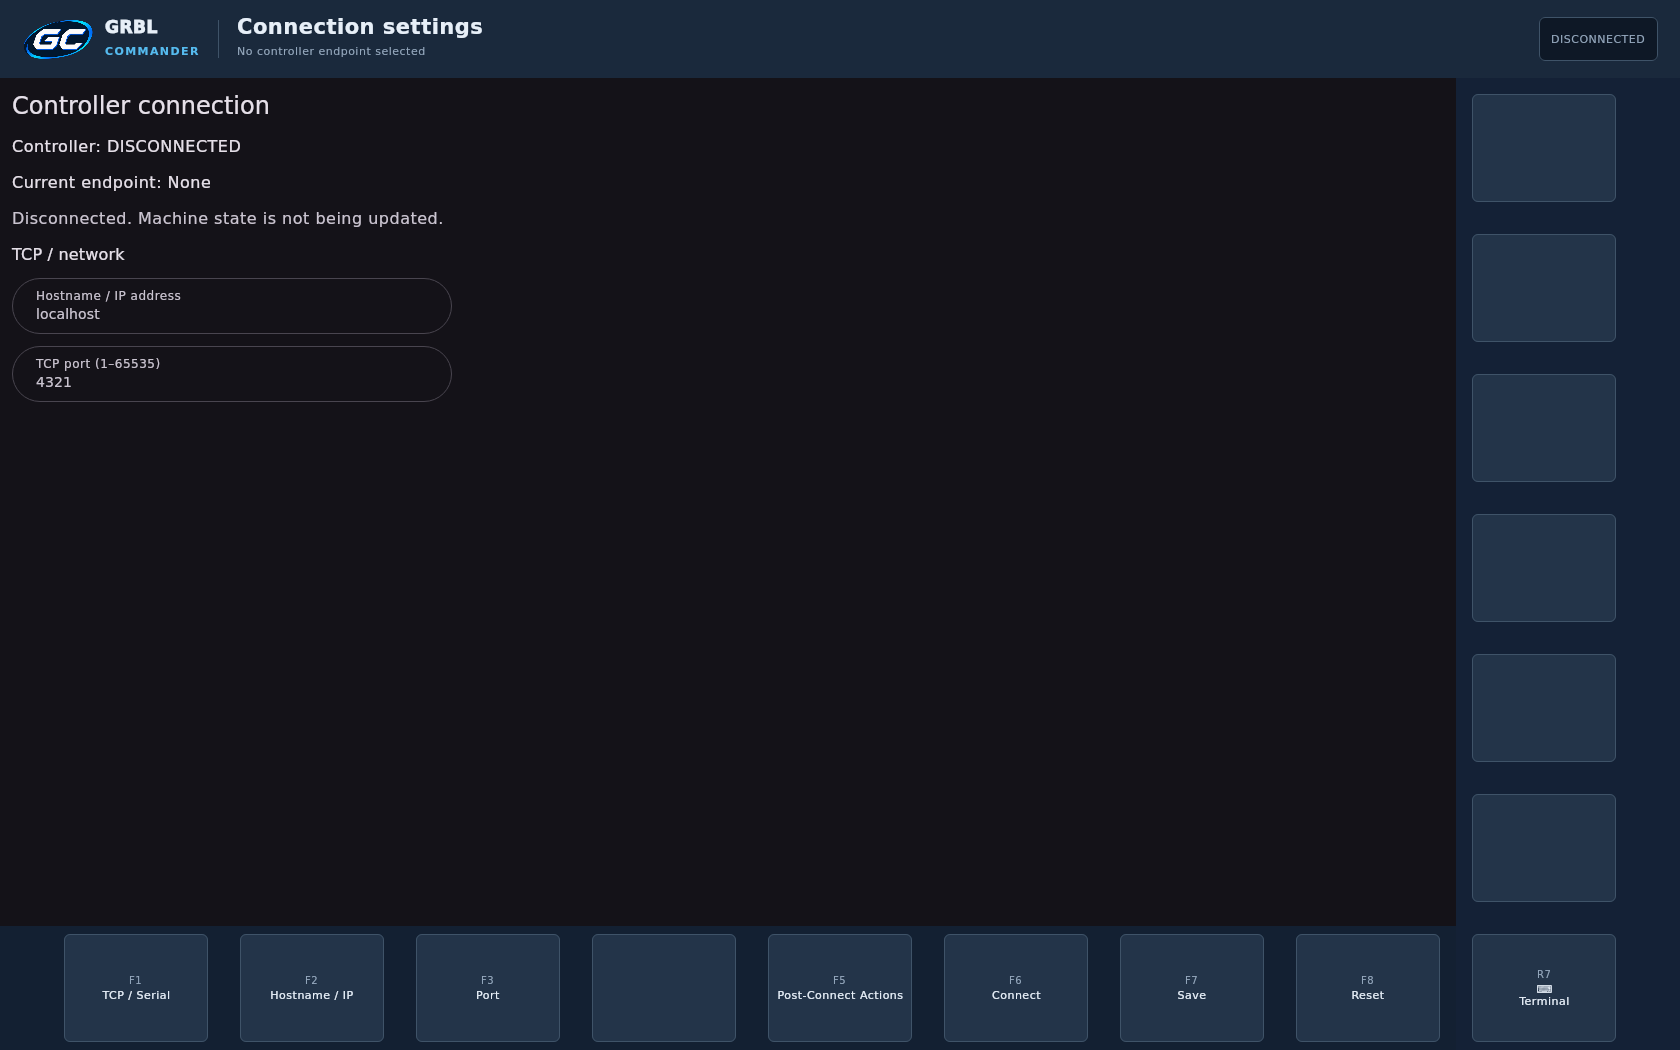 GC
GRBL
COMMANDER
Connection settings
No controller endpoint selected
DISCONNECTED
Controller connection
Controller: DISCONNECTED
Current endpoint: None
Disconnected. Machine state is not being updated.
TCP / network
Hostname / IP address
localhost
TCP port (1–65535)
4321
F1
TCP / Serial
F2
Hostname / IP
F3
Port
F5
Post-Connect Actions
F6
Connect
F7
Save
F8
Reset
R7
Terminal